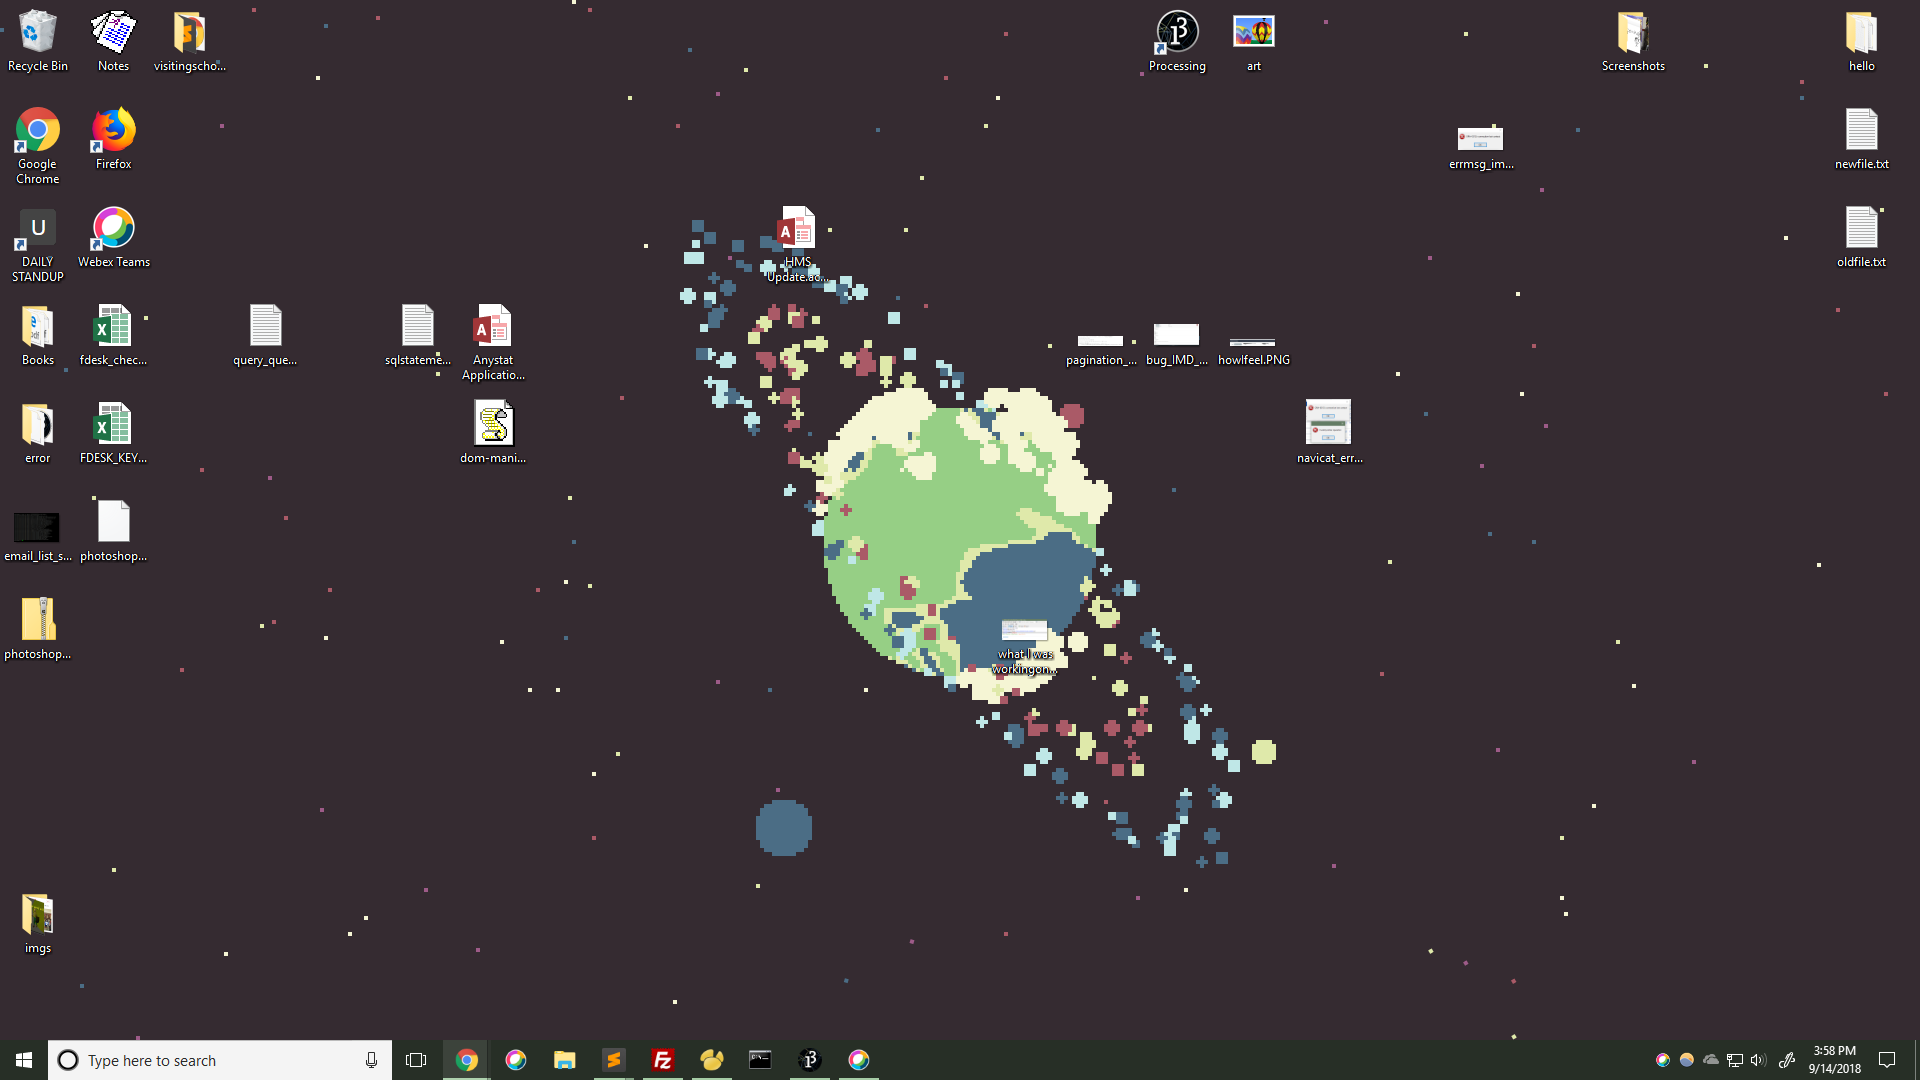 Recycle Bin
Notes
visitingscho...
Processing
art
Screenshots
hello
Google
Chrome
Firefox
errmsg_im...
newfile.txt
U
DAILY
STANDUP
Webex Teams
HMS
Update.ac...
oldfile.txt
Books
fdesk_chec...
query_que...
sqlstateme...
Anystat
Applicatio...
pagination_...
bug_IMD_...
howIfeel.PNG
error
FDESK_KEY...
dom-mani...
navicat_err...
email_list_s...
photoshop...
photoshop...
what I was
workingon...
imgs
Type here to search
3:58 PM
9/14/2018